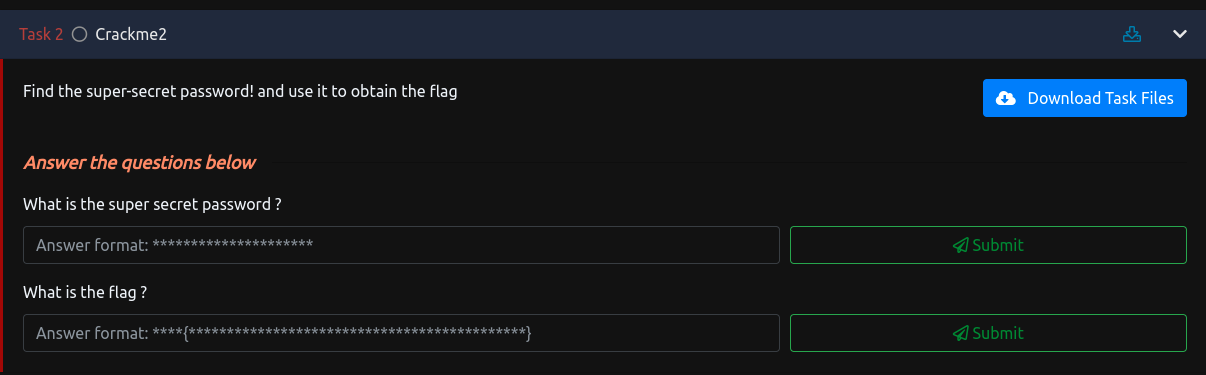 Task 2 Crackme2
Find the super-secret password! and use it to obtain the flag
Download Task Files
Answer the questions below
What is the super secret password ?
Answer format: *********************
Submit
What is the flag ?
Answer format: ****{********************************************}
Submit